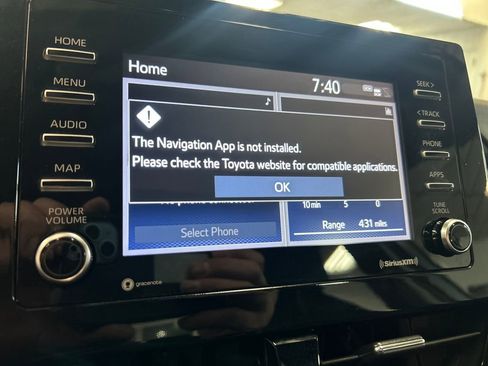 HOME
MENU
AUDIO
MAP
POWER
VOLUME
gracenote
Home
7:40
The Navigation App is not installed.
Please check the Toyota website for compatible applications.
OK
Select Phone
10 min 5 0
Range 431 miles
SEEK >
< TRACK
PHONE
APPS
TUNE
SCROLL
SiriusXM